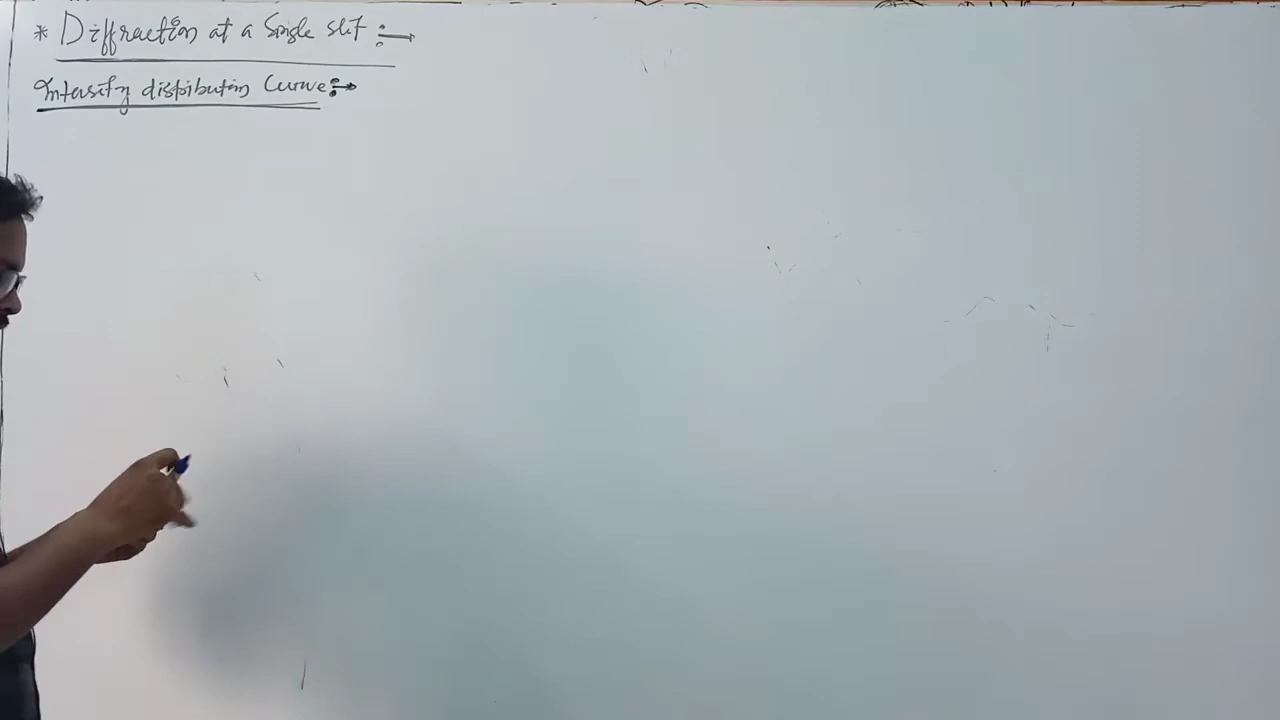 * Diffraction at a Single slit :→
Intensity distribution Curve :→